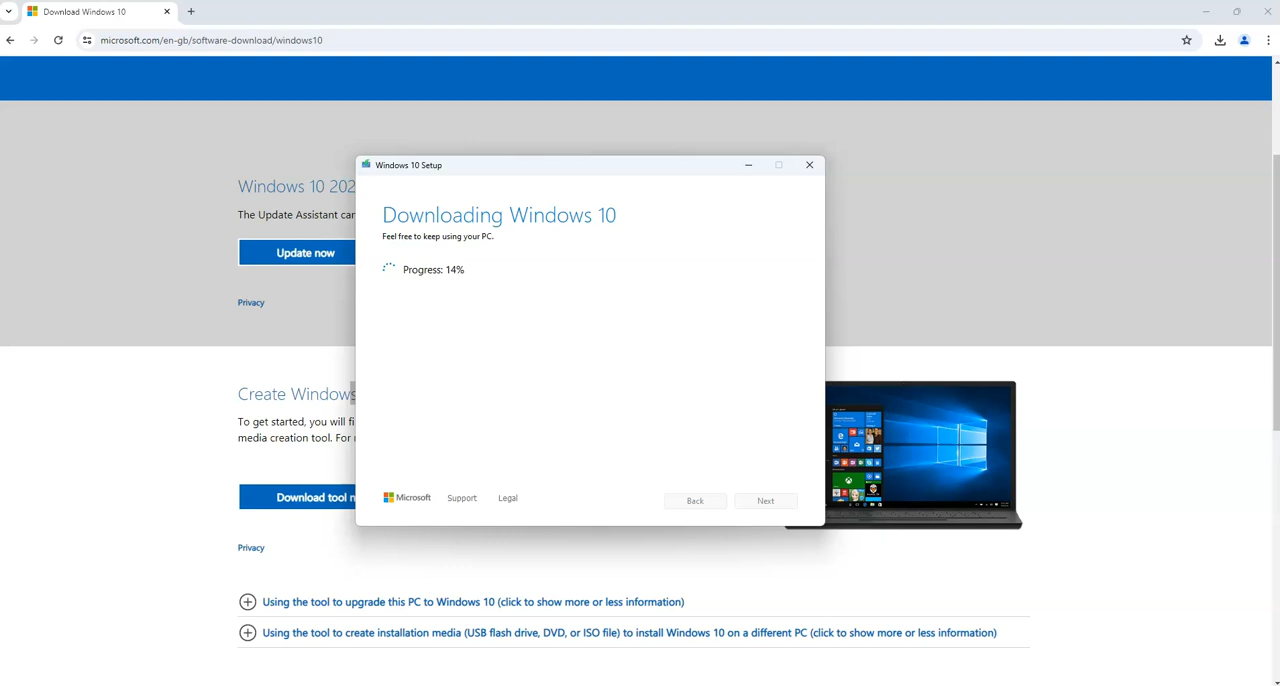 Download Windows 10
microsoft.com/en-gb/software-download/windows10
Windows 10 202
The Update Assistant can
Update now
Privacy
Windows 10 Setup
Downloading Windows 10
Feel free to keep using your PC.
Progress: 14%
Microsoft Support Legal
Back Next
Create Windows
To get started, you will fi
media creation tool. For
Download tool n
Privacy
Using the tool to upgrade this PC to Windows 10 (click to show more or less information)
Using the tool to create installation media (USB flash drive, DVD, or ISO file) to install Windows 10 on a different PC (click to show more or less information)